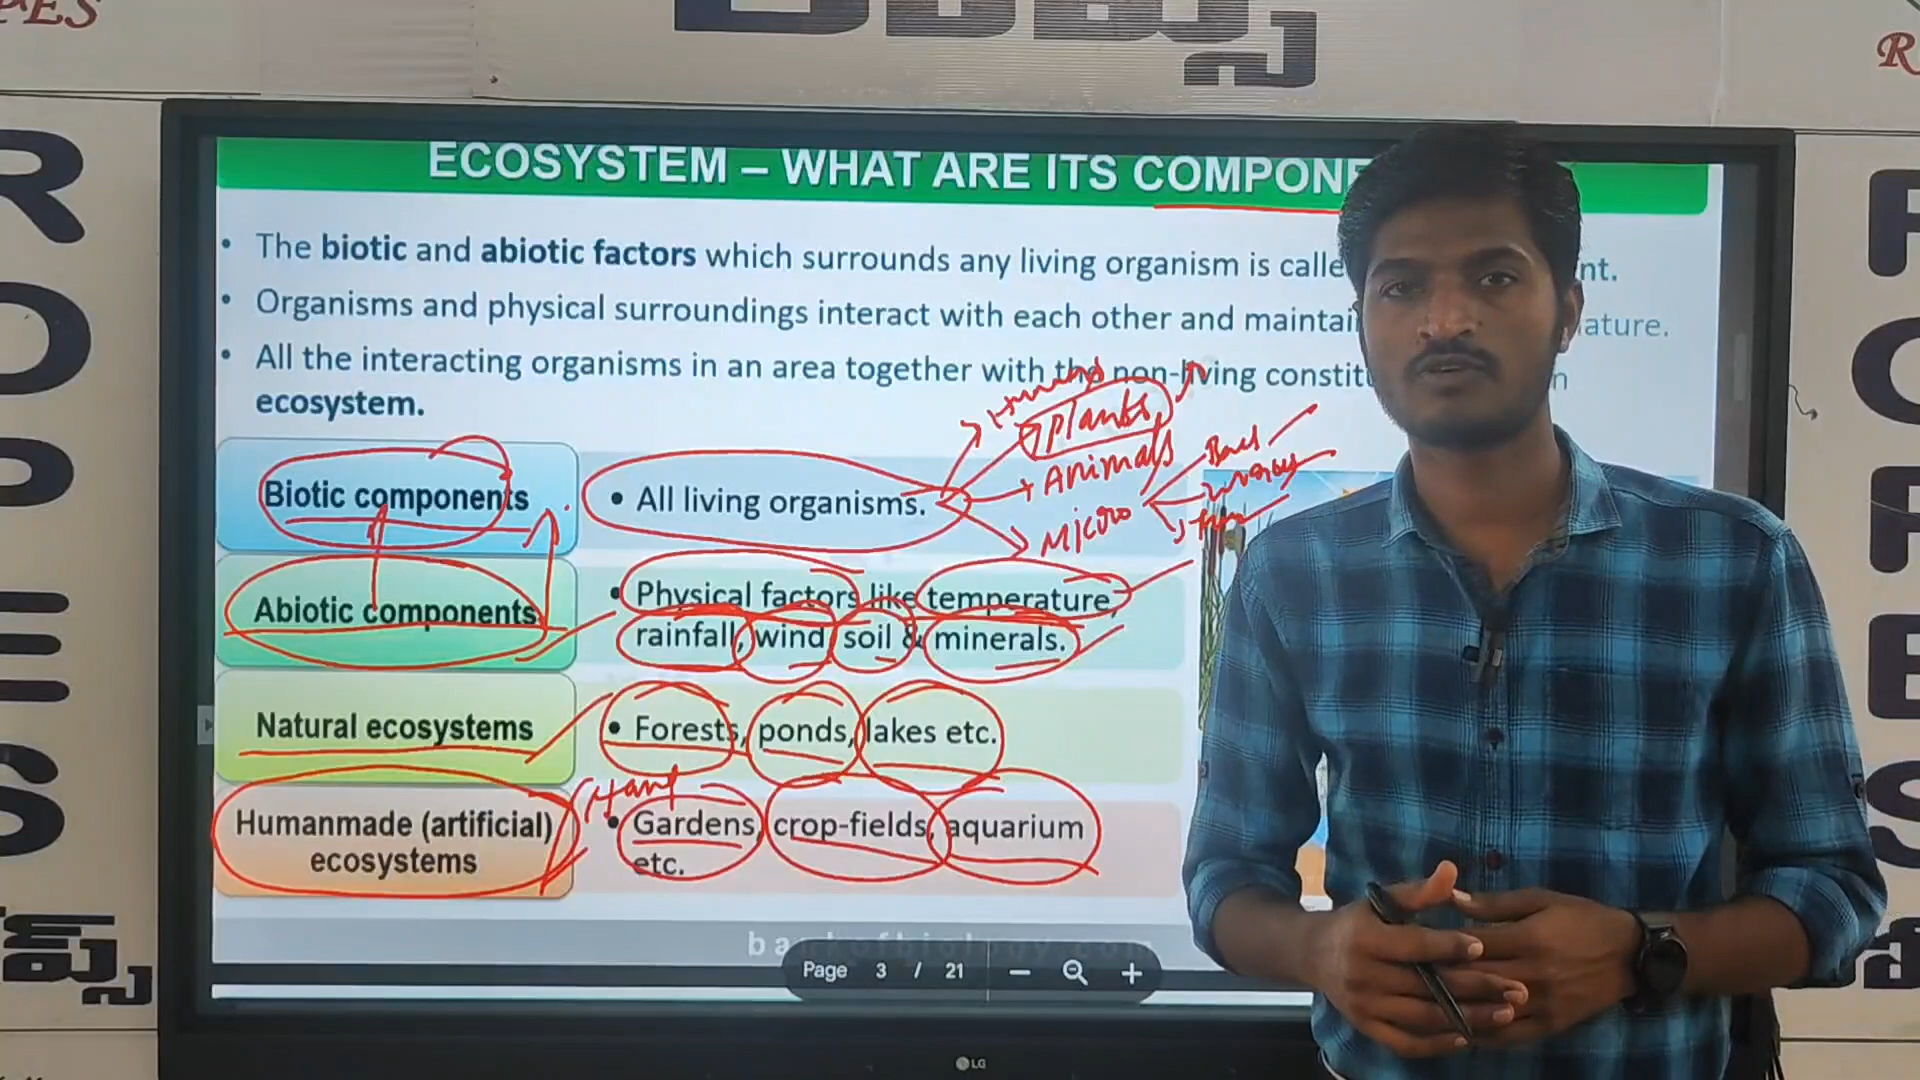 ECOSYSTEM – WHAT ARE ITS COMPON
• The biotic and abiotic factors which surrounds any living organism is calle nt.
• Organisms and physical surroundings interact with each other and maintai ature.
• All the interacting organisms in an area together with the non-living constit n
ecosystem.
Humans
Plants
Animals
Micro
Biotic components
• All living organisms.
Abiotic components
• Physical factors like temperature,
rainfall, wind, soil & minerals.
Natural ecosystems
• Forests, ponds, lakes etc.
Humanmade (artificial)
ecosystems
• Gardens, crop-fields, aquarium
etc.
Page 3 / 21
LG